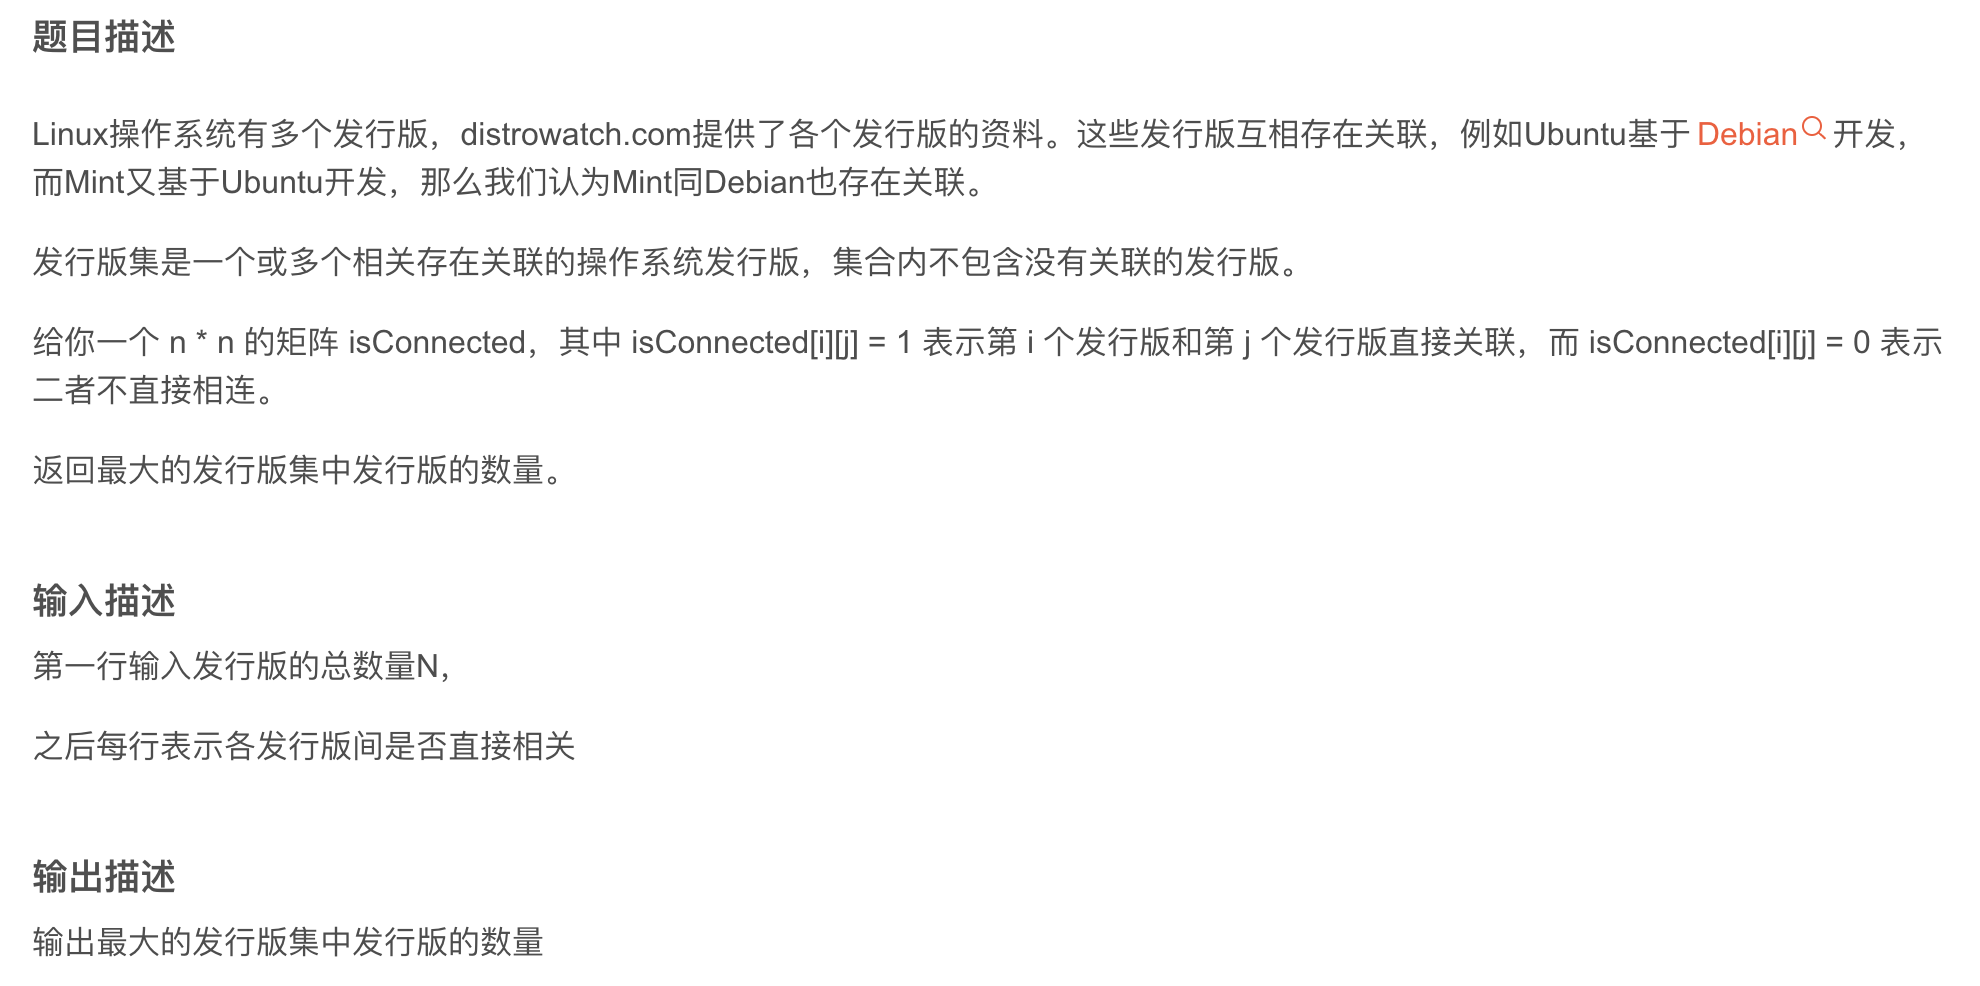 题目描述
Linux操作系统有多个发行版，distrowatch.com提供了各个发行版的资料。这些发行版互相存在关联，例如Ubuntu基于 Debian 开发，
而Mint又基于Ubuntu开发，那么我们认为Mint同Debian也存在关联。
发行版集是一个或多个相关存在关联的操作系统发行版，集合内不包含没有关联的发行版。
给你一个 n * n 的矩阵 isConnected，其中 isConnected[i][j] = 1 表示第 i 个发行版和第 j 个发行版直接关联，而 isConnected[i][j] = 0 表示
二者不直接相连。
返回最大的发行版集中发行版的数量。
输入描述
第一行输入发行版的总数量N，
之后每行表示各发行版间是否直接相关
输出描述
输出最大的发行版集中发行版的数量